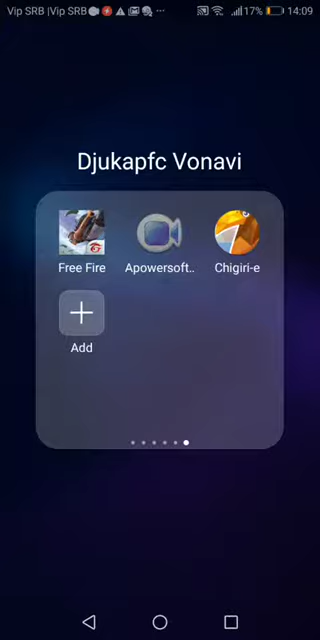 Vip SRB |Vip SRB 17% 14:09
Djukapfc Vonavi
Free Fire Apowersoft.. Chigiri-e
Add